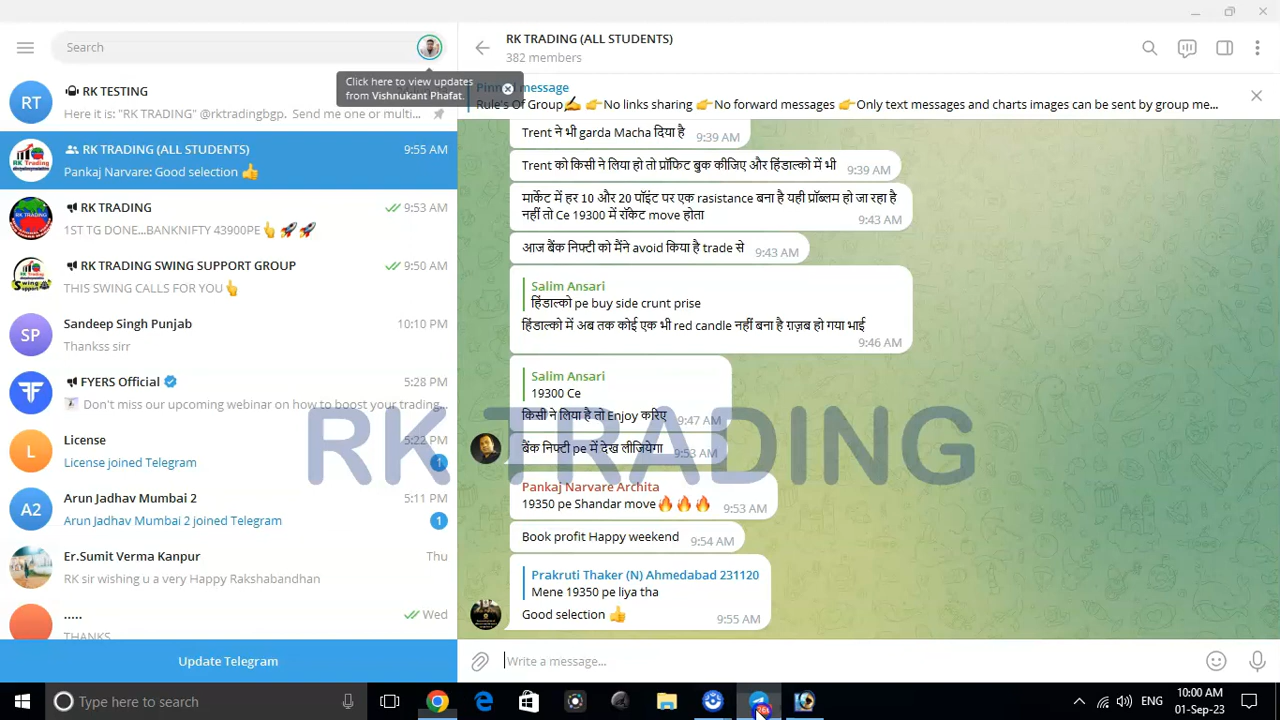 Search
Click here to view updates
from Vishnukant Phafat.
RT
RK TESTING
Here it is: "RK TRADING" @rktradingbgp. Send me one or multi...
RK TRADING (ALL STUDENTS)
9:55 AM
Pankaj Narvare: Good selection 👍
RK TRADING
9:53 AM
1ST TG DONE...BANKNIFTY 43900PE👆 🚀🚀
RK TRADING SWING SUPPORT GROUP
9:50 AM
THIS SWING CALLS FOR YOU👆
SP
Sandeep Singh Punjab
10:10 PM
Thankss sirr
FYERS Official
5:28 PM
Don't miss our upcoming webinar on how to boost your trading...
L
License
5:22 PM
License joined Telegram
1
A2
Arun Jadhav Mumbai 2
5:11 PM
Arun Jadhav Mumbai 2 joined Telegram
1
Er.Sumit Verma Kanpur
Thu
RK sir wishing u a very Happy Rakshabandhan
.....
Wed
THANKS
Update Telegram
RK TRADING (ALL STUDENTS)
382 members
Pinned message
Rule's Of Group✍ 👉No links sharing 👉No forward messages 👉Only text messages and charts images can be sent by group me...
Trent ने भी garda Macha दिया है
9:39 AM
Trent को किसी ने लिया हो तो प्रॉफिट बुक कीजिए और हिंडाल्को में भी
9:39 AM
मार्केट में हर 10 और 20 पॉइंट पर एक rasistance बना है यही प्रॉब्लम हो जा रहा है
नहीं तो Ce 19300 में रॉकेट move होता
9:43 AM
आज बैंक निफ्टी को मैंने avoid किया है trade से
9:43 AM
Salim Ansari
हिंडाल्को pe buy side crunt prise
हिंडाल्को में अब तक कोई एक भी red candle नहीं बना है ग़ज़ब हो गया भाई
9:46 AM
Salim Ansari
19300 Ce
किसी ने लिया है तो Enjoy करिए
9:47 AM
बैंक निफ्टी pe में देख लीजियेगा
9:53 AM
RK TRADING
Pankaj Narvare Archita
19350 pe Shandar move🔥🔥🔥
9:53 AM
Book profit Happy weekend
9:54 AM
Prakruti Thaker (N) Ahmedabad 231120
Mene 19350 pe liya tha
Good selection 👍
9:55 AM
Write a message...
Type here to search
ENG
10:00 AM
01-Sep-23